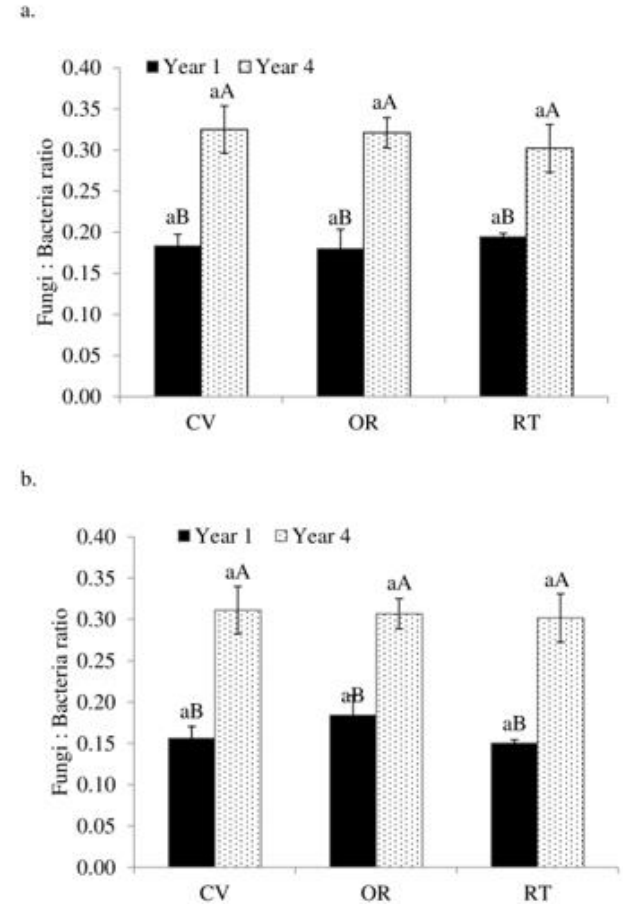 a.
Year 1 Year 4
0.40
0.35
0.30
0.25
0.20
0.15
0.10
0.05
0.00
Fungi : Bacteria ratio
aB aA aB aA aB aA
CV OR RT
b.
Year 1 Year 4
0.40
0.35
0.30
0.25
0.20
0.15
0.10
0.05
0.00
Fungi : Bacteria ratio
aB aA aB aA aB aA
CV OR RT